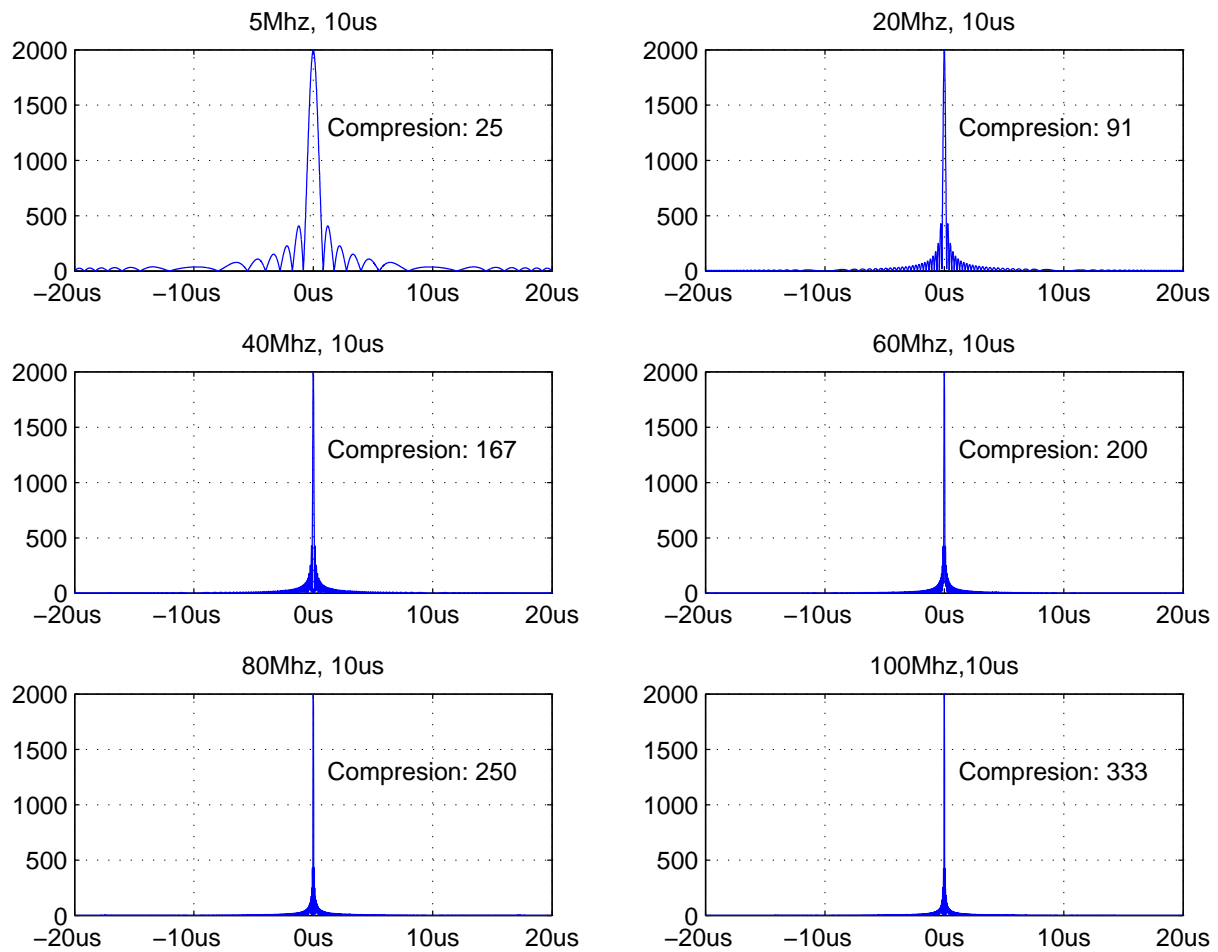 5Mhz, 10us
2000
1500
1000
500
0
Compresion: 25
−20us −10us 0us 10us 20us
20Mhz, 10us
2000
1500
1000
500
0
Compresion: 91
−20us −10us 0us 10us 20us
40Mhz, 10us
2000
1500
1000
500
0
Compresion: 167
−20us −10us 0us 10us 20us
60Mhz, 10us
2000
1500
1000
500
0
Compresion: 200
−20us −10us 0us 10us 20us
80Mhz, 10us
2000
1500
1000
500
0
Compresion: 250
−20us −10us 0us 10us 20us
100Mhz,10us
2000
1500
1000
500
0
Compresion: 333
−20us −10us 0us 10us 20us